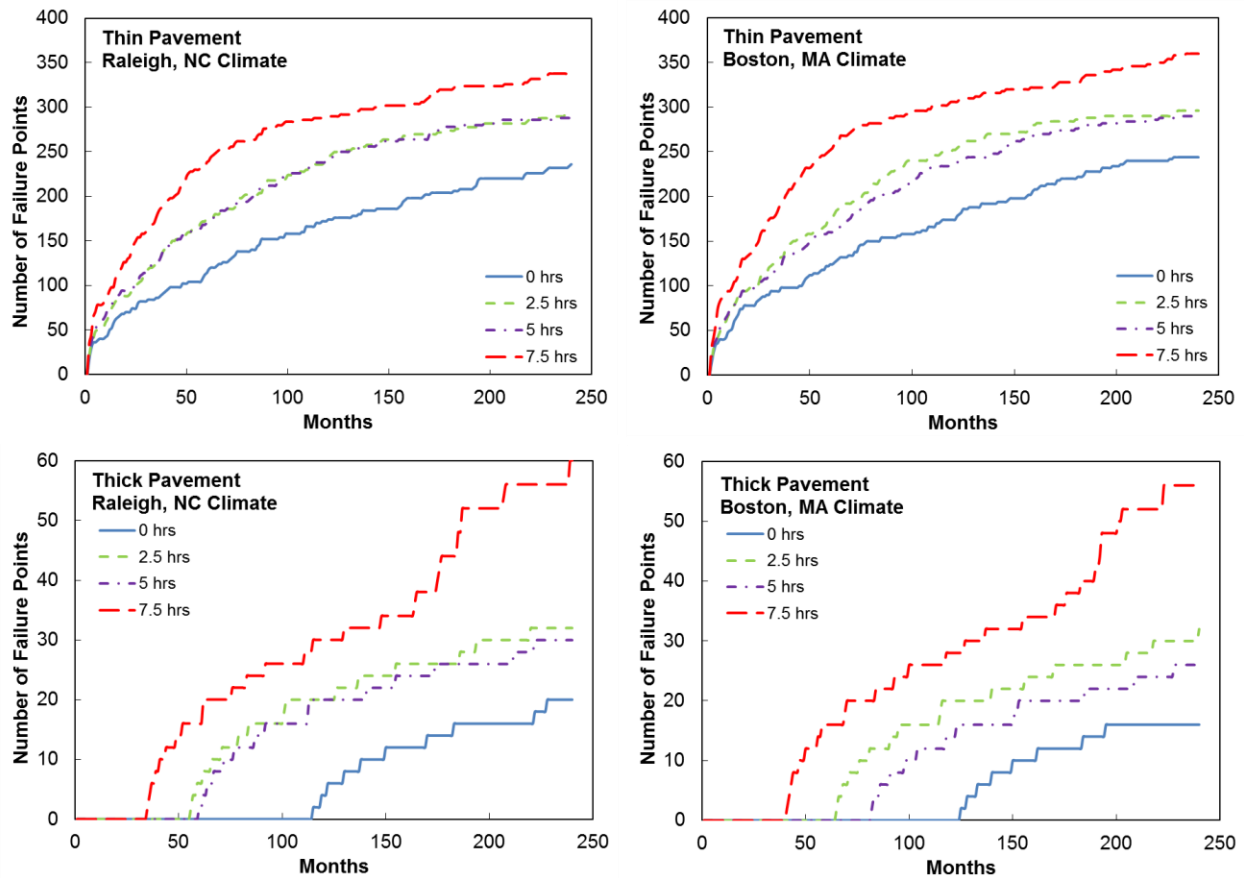 Thin Pavement
Raleigh, NC Climate
400
350
300
250
200
150
100
50
0
Number of Failure Points
0 50 100 150 200 250
Months
0 hrs
2.5 hrs
5 hrs
7.5 hrs
Thin Pavement
Boston, MA Climate
400
350
300
250
200
150
100
50
0
Number of Failure Points
0 50 100 150 200 250
Months
0 hrs
2.5 hrs
5 hrs
7.5 hrs
Thick Pavement
Raleigh, NC Climate
0 hrs
2.5 hrs
5 hrs
7.5 hrs
60
50
40
30
20
10
0
Number of Failure Points
0 50 100 150 200 250
Months
Thick Pavement
Boston, MA Climate
0 hrs
2.5 hrs
5 hrs
7.5 hrs
60
50
40
30
20
10
0
Number of Failure Points
0 50 100 150 200 250
Months